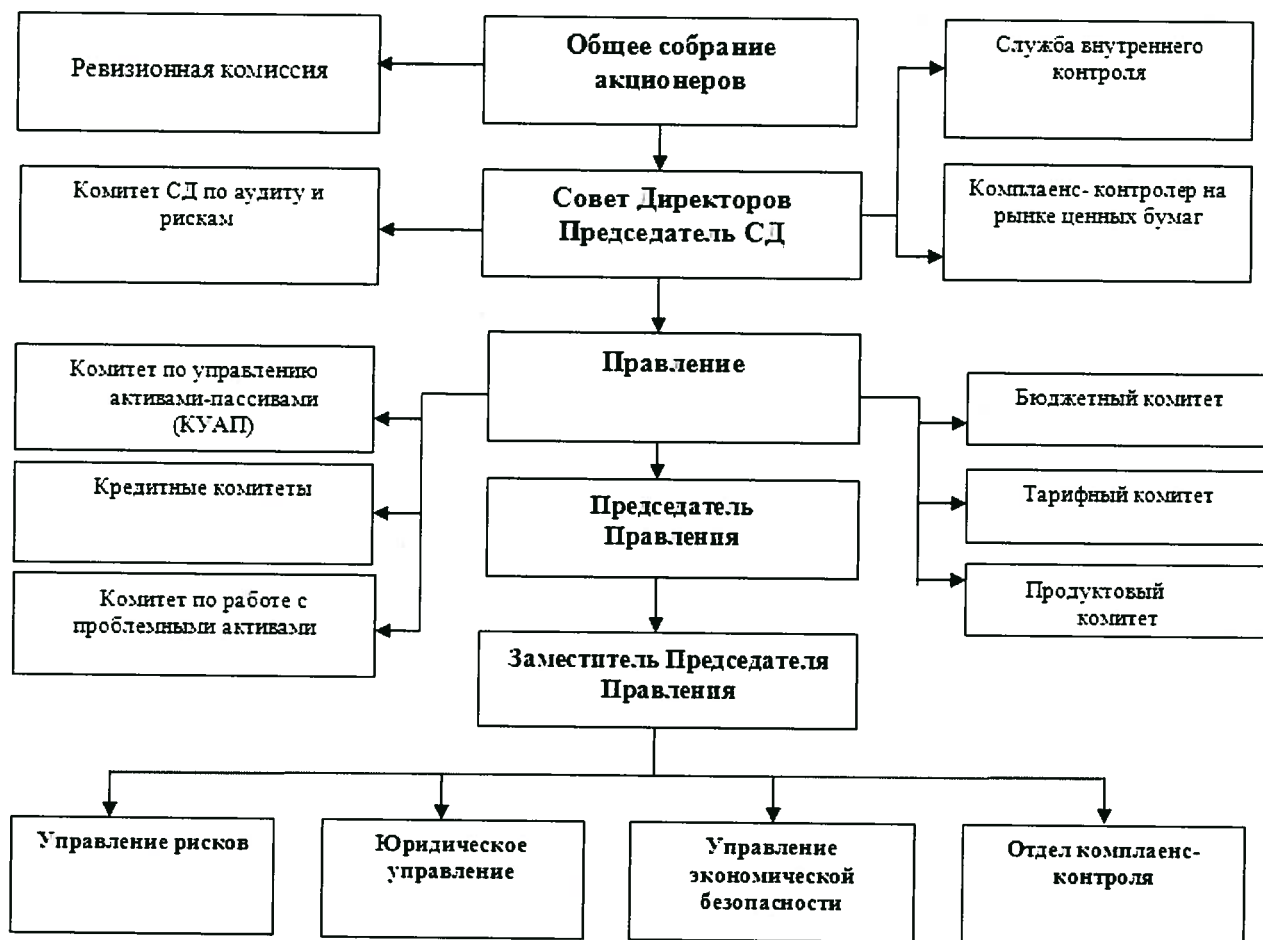 Общее собрание
акционеров
Ревизионная комиссия
Служба внутреннего
контроля
Комитет СД по аудиту и
рискам
Совет Директоров
Председатель СД
Комплаенс- контролер на
рынке ценных бумаг
Правление
Комитет по управлению
активами-пассивами
(КУАП)
Бюджетный комитет
Кредитные комитеты
Председатель
Правления
Тарифный комитет
Комитет по работе с
проблемными активами
Продуктовый
комитет
Заместитель Председателя
Правления
Управление рисков
Юридическое
управление
Управление
экономической
безопасности
Отдел комплаенс-
контроля